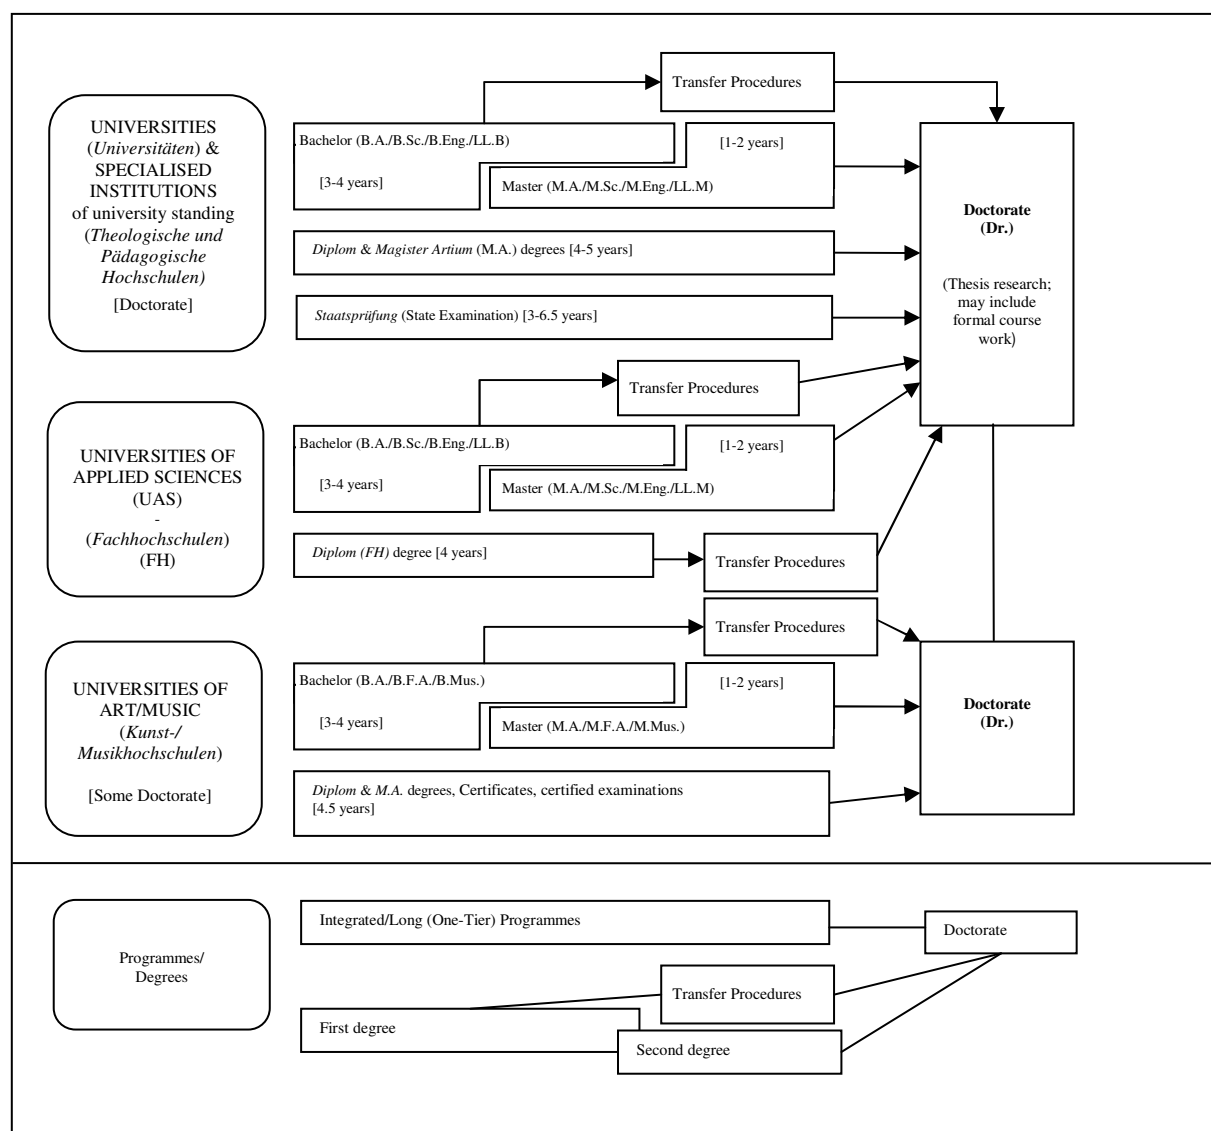 Transfer Procedures
UNIVERSITIES
(Universitäten) &
SPECIALISED
INSTITUTIONS
of university standing
(Theologische und
Pädagogische
Hochschulen)
[Doctorate]
Bachelor (B.A./B.Sc./B.Eng./LL.B)
[3-4 years]
[1-2 years]
Master (M.A./M.Sc./M.Eng./LL.M)
Diplom & Magister Artium (M.A.) degrees [4-5 years]
Staatsprüfung (State Examination) [3-6.5 years]
Doctorate
(Dr.)
(Thesis research;
may include
formal course
work)
Transfer Procedures
UNIVERSITIES OF
APPLIED SCIENCES
(UAS)
-
(Fachhochschulen)
(FH)
Bachelor (B.A./B.Sc./B.Eng./LL.B)
[3-4 years]
[1-2 years]
Master (M.A./M.Sc./M.Eng./LL.M)
Diplom (FH) degree [4 years]
Transfer Procedures
Transfer Procedures
UNIVERSITIES OF
ART/MUSIC
(Kunst-/
Musikhochschulen)
[Some Doctorate]
Bachelor (B.A./B.F.A./B.Mus.)
[3-4 years]
[1-2 years]
Master (M.A./M.F.A./M.Mus.)
Diplom & M.A. degrees, Certificates, certified examinations
[4.5 years]
Doctorate
(Dr.)
Programmes/
Degrees
Integrated/Long (One-Tier) Programmes
Doctorate
Transfer Procedures
First degree
Second degree